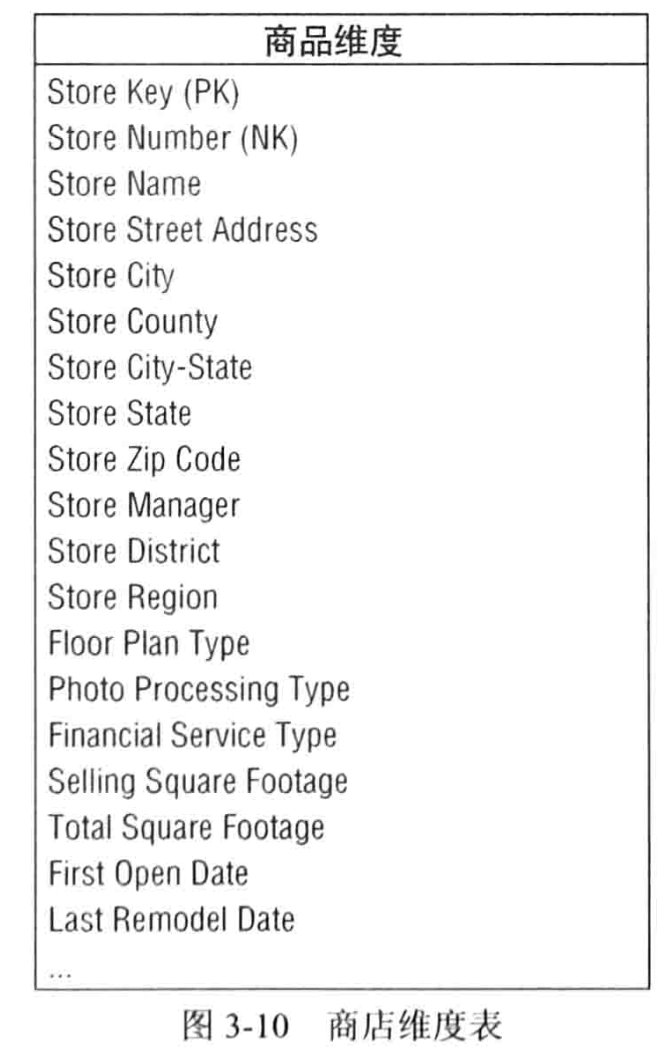 商品维度
Store Key (PK)
Store Number (NK)
Store Name
Store Street Address
Store City
Store County
Store City-State
Store State
Store Zip Code
Store Manager
Store District
Store Region
Floor Plan Type
Photo Processing Type
Financial Service Type
Selling Square Footage
Total Square Footage
First Open Date
Last Remodel Date
...
图 3-10 商店维度表